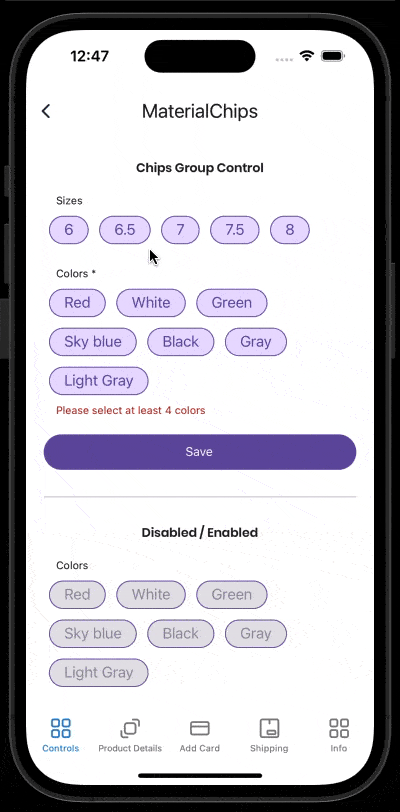 12:47
MaterialChips
Chips Group Control
Sizes
6 6.5 7 7.5 8
Colors *
Red White Green
Sky blue Black Gray
Light Gray
Please select at least 4 colors
Save
Disabled / Enabled
Colors
Red White Green
Sky blue Black Gray
Light Gray
Controls Product Details Add Card Shipping Info